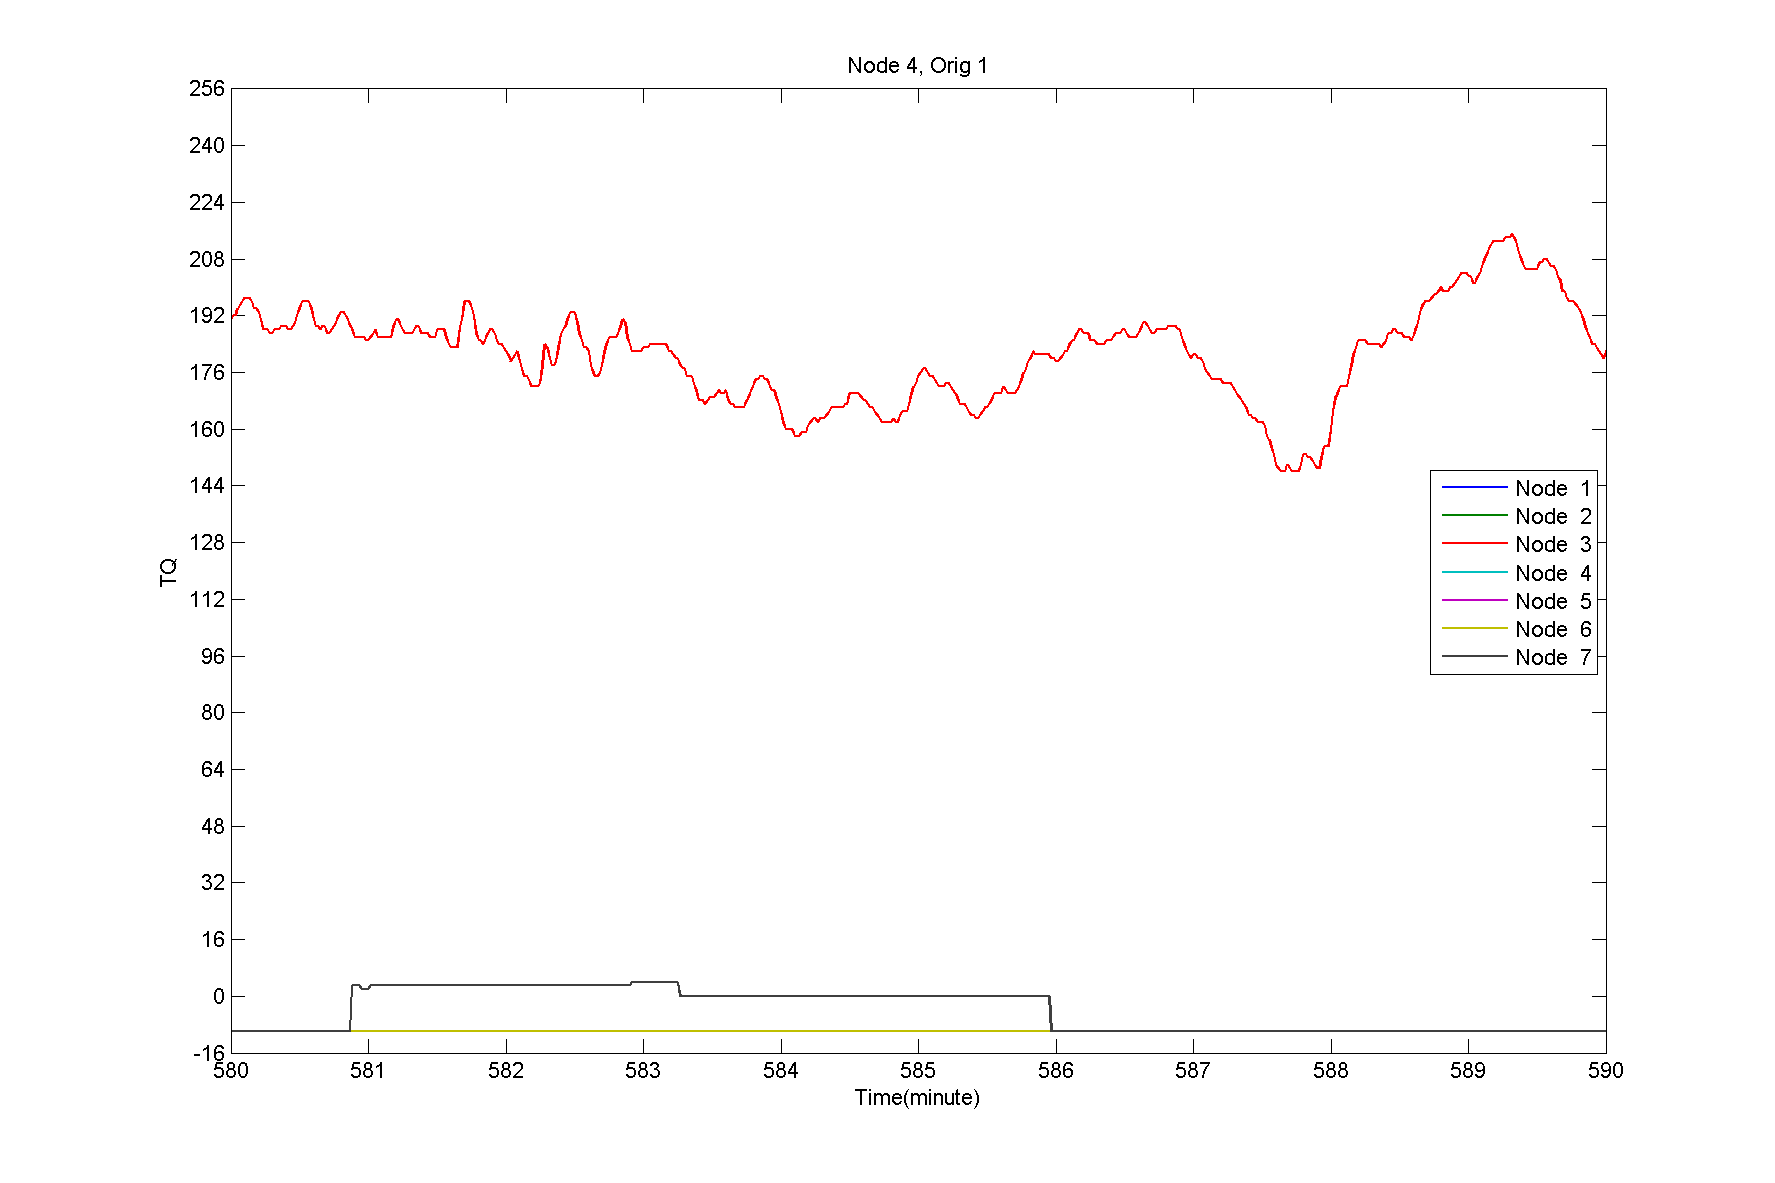 Node 4, Orig 1
256
240
224
208
192
176
160
144
128
112
96
80
64
48
32
16
0
-16
TQ
Node 1
Node 2
Node 3
Node 4
Node 5
Node 6
Node 7
580 581 582 583 584 585 586 587 588 589 590
Time(minute)